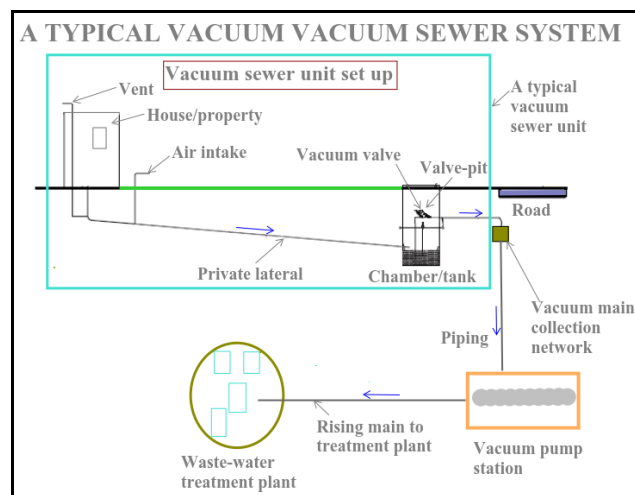 A TYPICAL VACUUM VACUUM SEWER SYSTEM
Vacuum sewer unit set up
Vent
House/property
Air intake
A typical
vacuum
sewer unit
Vacuum valve
Valve-pit
Road
Private lateral
Chamber/tank
Vacuum main
collection
network
Piping
Rising main to
treatment plant
Waste-water
treatment plant
Vacuum pump
station